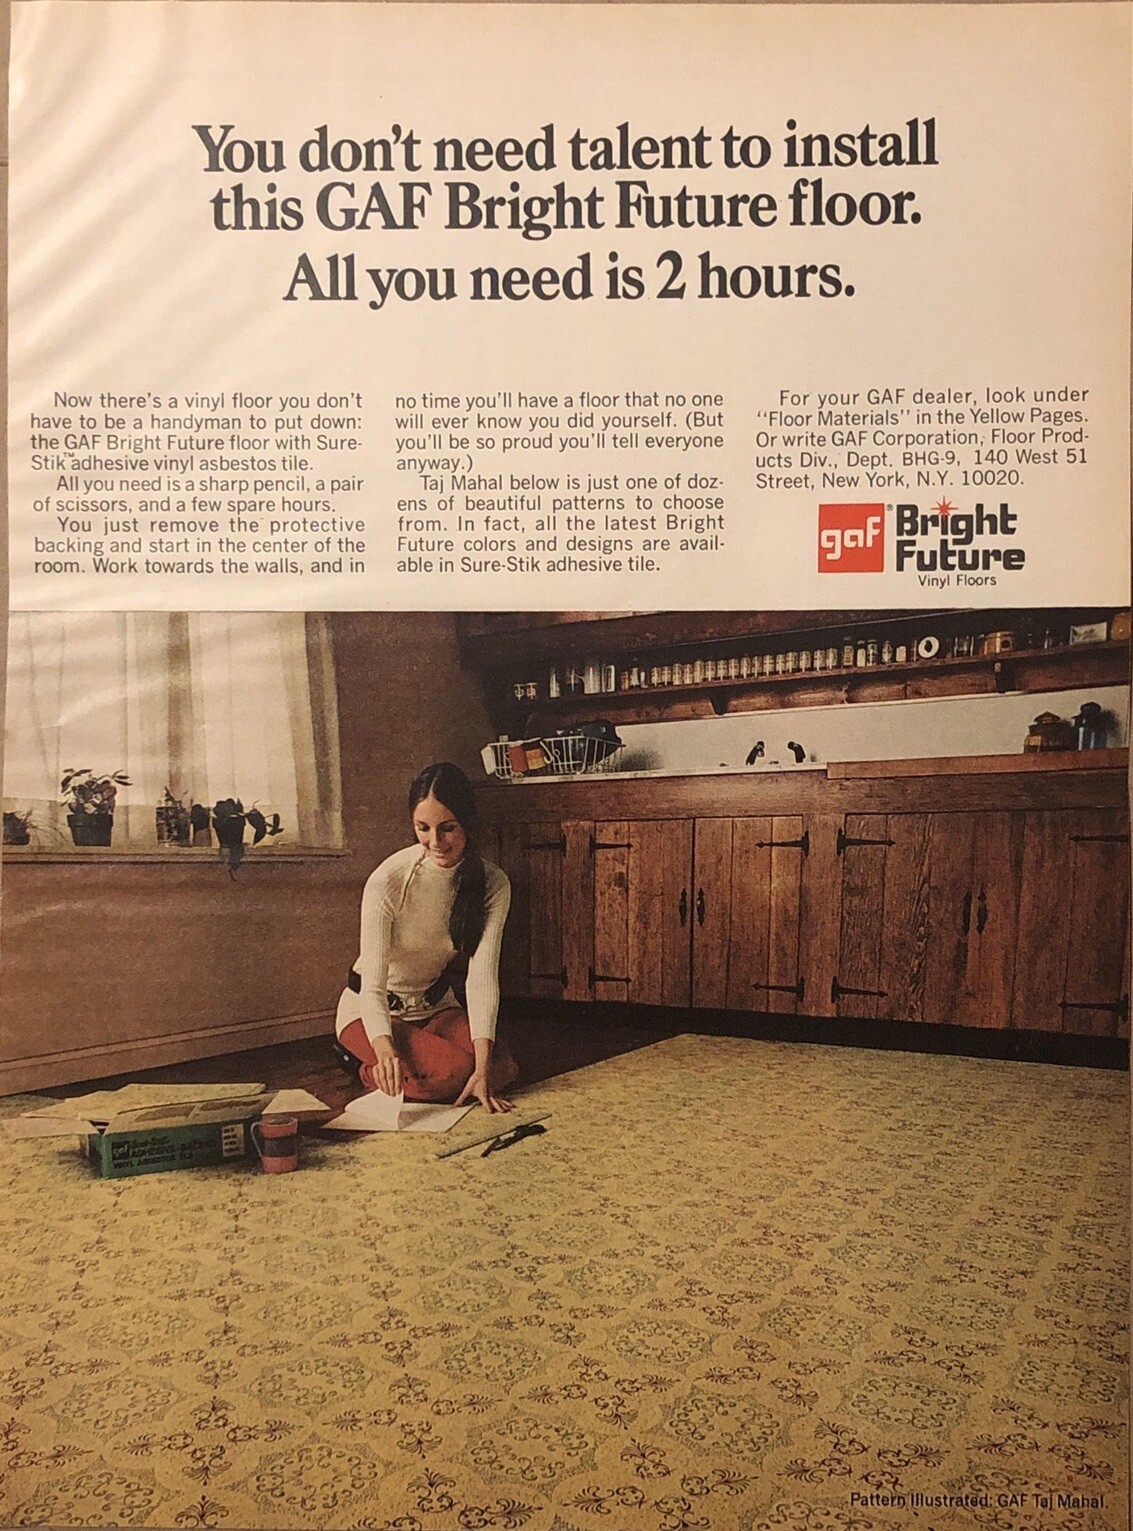 You don't need talent to install
this GAF Bright Future floor.
All you need is 2 hours.
Now there's a vinyl floor you don't
have to be a handyman to put down:
the GAF Bright Future floor with Sure-
Stik™ adhesive vinyl asbestos tile.
All you need is a sharp pencil, a pair
of scissors, and a few spare hours.
You just remove the protective
backing and start in the center of the
room. Work towards the walls, and in
no time you'll have a floor that no one
will ever know you did yourself. (But
you'll be so proud you'll tell everyone
anyway.)
Taj Mahal below is just one of doz-
ens of beautiful patterns to choose
from. In fact, all the latest Bright
Future colors and designs are avail-
able in Sure-Stik adhesive tile.
For your GAF dealer, look under
"Floor Materials" in the Yellow Pages.
Or write GAF Corporation, Floor Prod-
ucts Div., Dept. BHG-9, 140 West 51
Street, New York, N.Y. 10020.
gaf® Bright
Future
Vinyl Floors
gaf Sure-Stik
ADHESIVE-BACKED
VINYL ASBESTOS TILE
Pattern Illustrated: GAF Taj Mahal.